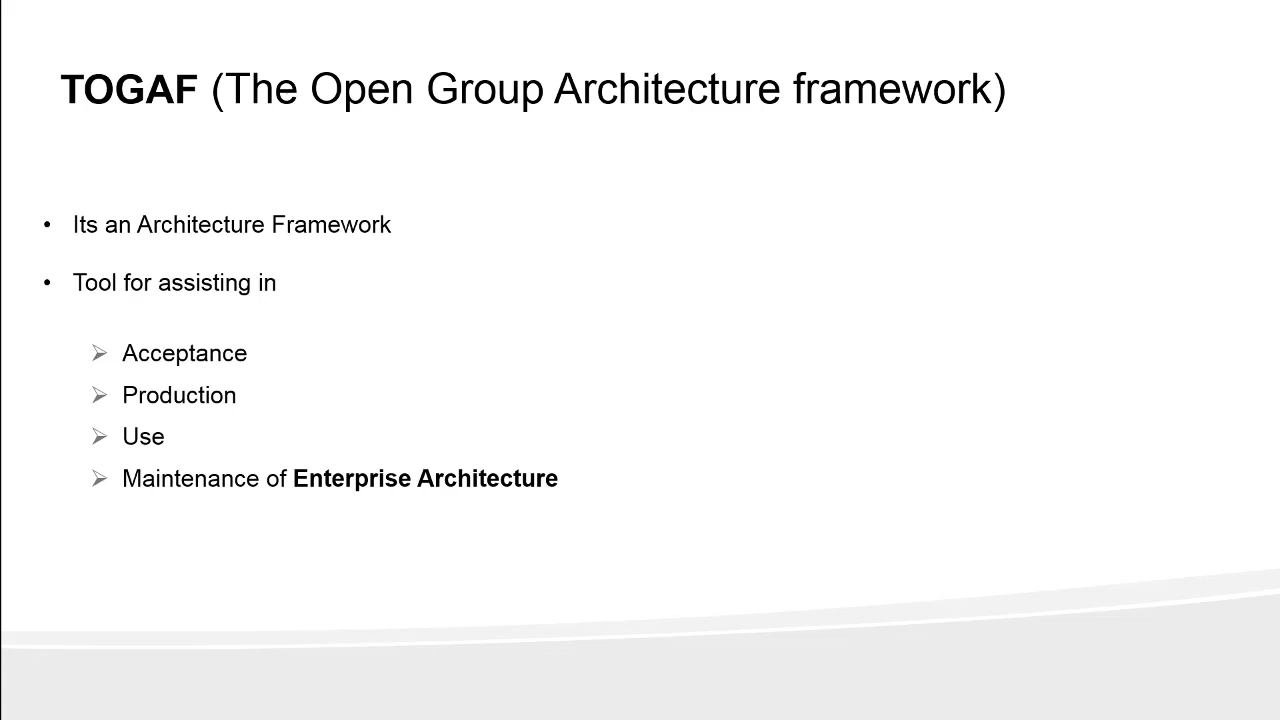 TOGAF (The Open Group Architecture framework)
• Its an Architecture Framework
• Tool for assisting in
➢ Acceptance
➢ Production
➢ Use
➢ Maintenance of Enterprise Architecture